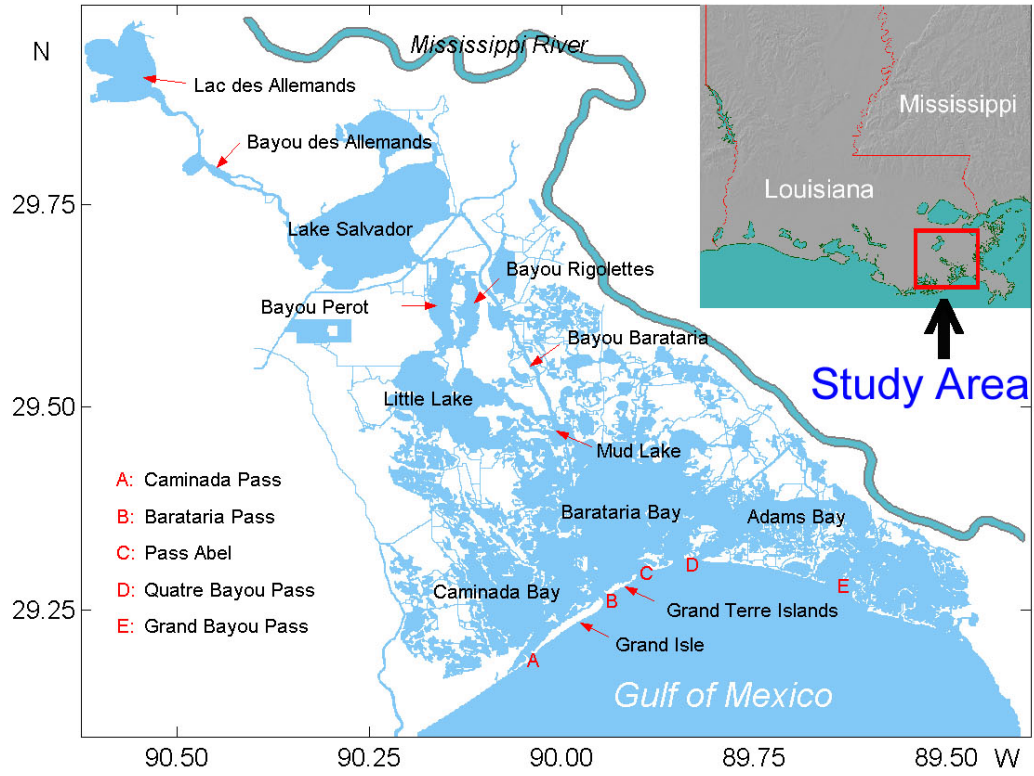 N
Mississippi River
Lac des Allemands
Bayou des Allemands
Mississippi
Louisiana
29.75
Lake Salvador
Bayou Rigolettes
Bayou Perot
Bayou Barataria
Study Area
29.50
Little Lake
Mud Lake
A: Caminada Pass
B: Barataria Pass
C: Pass Abel
D: Quatre Bayou Pass
E: Grand Bayou Pass
Barataria Bay
Adams Bay
D
C
E
Caminada Bay
B
Grand Terre Islands
29.25
Grand Isle
A
Gulf of Mexico
90.50
90.25
90.00
89.75
89.50
W